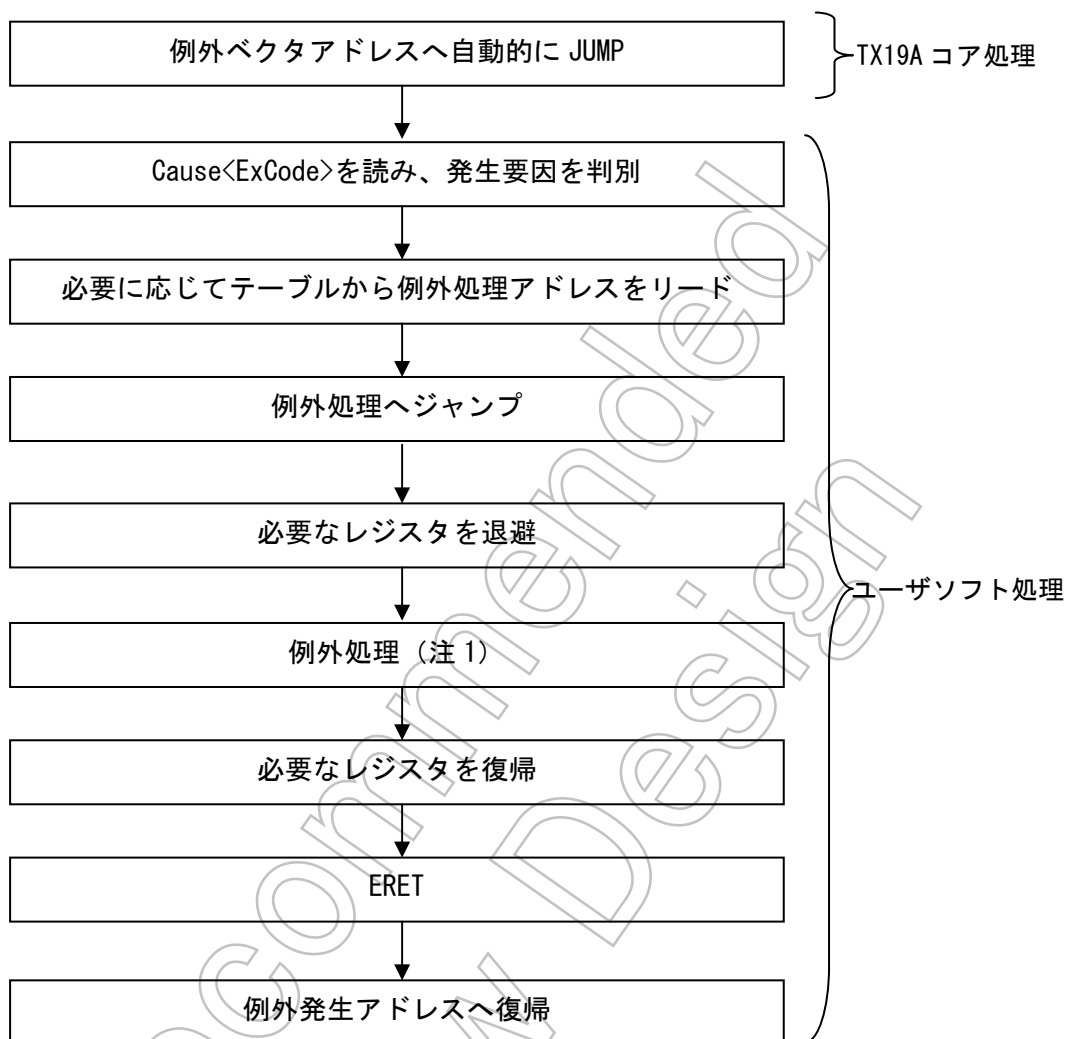 例外ベクタアドレスへ自動的に JUMP
TX19A コア処理
Cause<ExCode>を読み、発生要因を判別
必要に応じてテーブルから例外処理アドレスをリード
例外処理へジャンプ
必要なレジスタを退避
ユーザソフト処理
例外処理（注 1）
必要なレジスタを復帰
ERET
例外発生アドレスへ復帰
commended
w Design